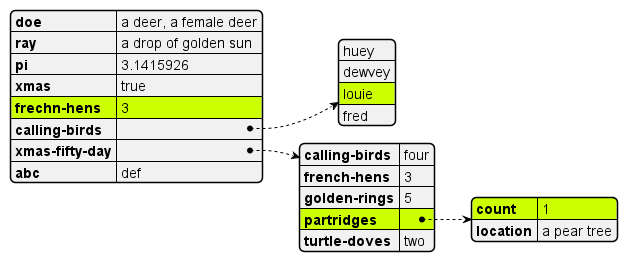 doe a deer, a female deer
ray a drop of golden sun
pi 3.1415926
xmas true
frechn-hens 3
calling-birds
xmas-fifty-day
abc def
huey
dewvey
louie
fred
calling-birds four
french-hens 3
golden-rings 5
partridges
turtle-doves two
count 1
location a pear tree